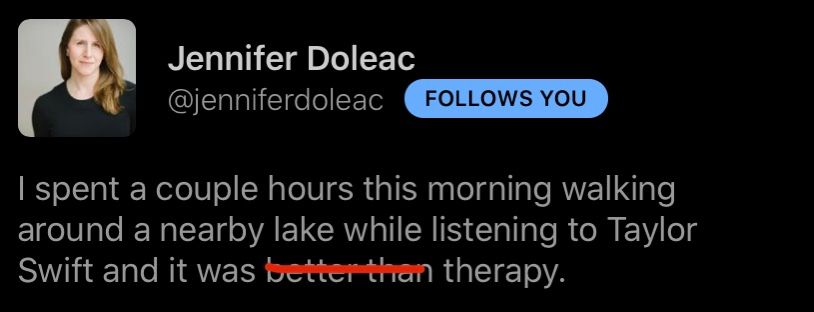 Jennifer Doleac
@jenniferdoleac FOLLOWS YOU
I spent a couple hours this morning walking
around a nearby lake while listening to Taylor
Swift and it was better than therapy.